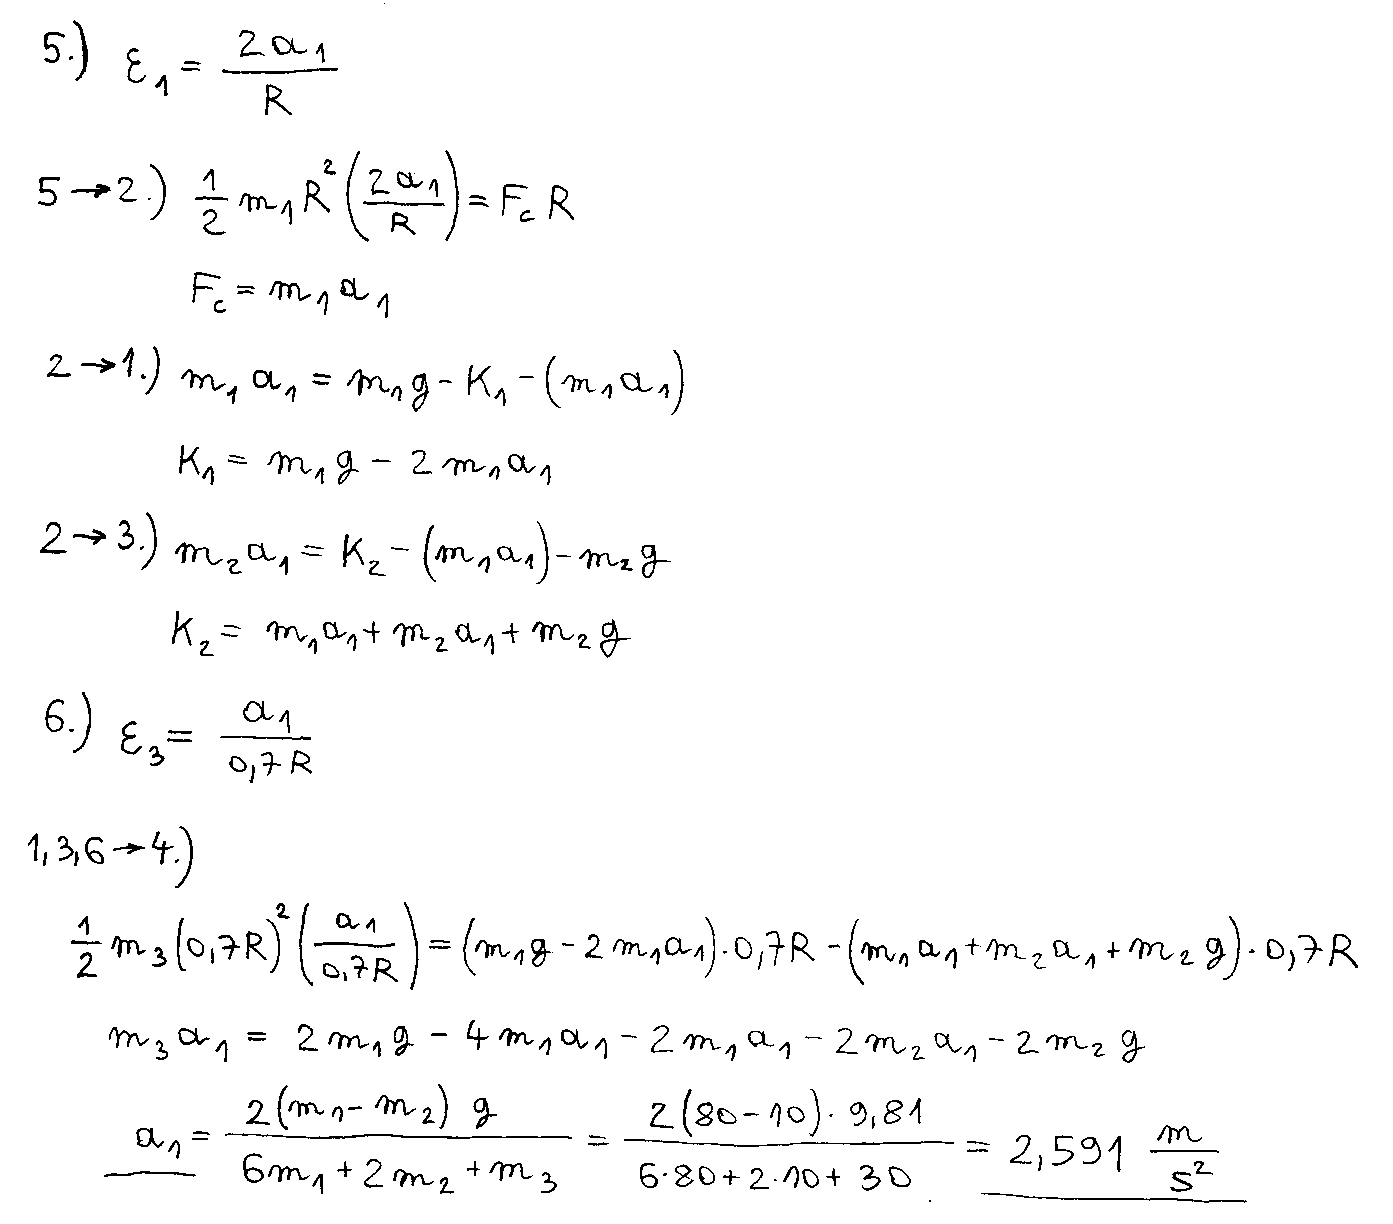 5.) ε₁ = 2a₁ / R
5→2.) 1/2 m₁R² (2a₁/R) = F_c R
F_c = m₁a₁
2→1.) m₁a₁ = m₁g - K₁ - (m₁a₁)
K₁ = m₁g - 2m₁a₁
2→3.) m₂a₁ = K₂ - (m₁a₁) - m₂g
K₂ = m₁a₁ + m₂a₁ + m₂g
6.) ε₃ = a₁ / 0,7R
1,3,6→4.)
1/2 m₃(0,7R)² (a₁/0,7R) = (m₁g - 2m₁a₁)·0,7R - (m₁a₁ + m₂a₁ + m₂g)·0,7R
m₃a₁ = 2m₁g - 4m₁a₁ - 2m₁a₁ - 2m₂a₁ - 2m₂g
a₁ = 2(m₁ - m₂) g / 6m₁ + 2m₂ + m₃ = 2(80-10)·9,81 / 6·80 + 2·10 + 30 = 2,591 m/s²